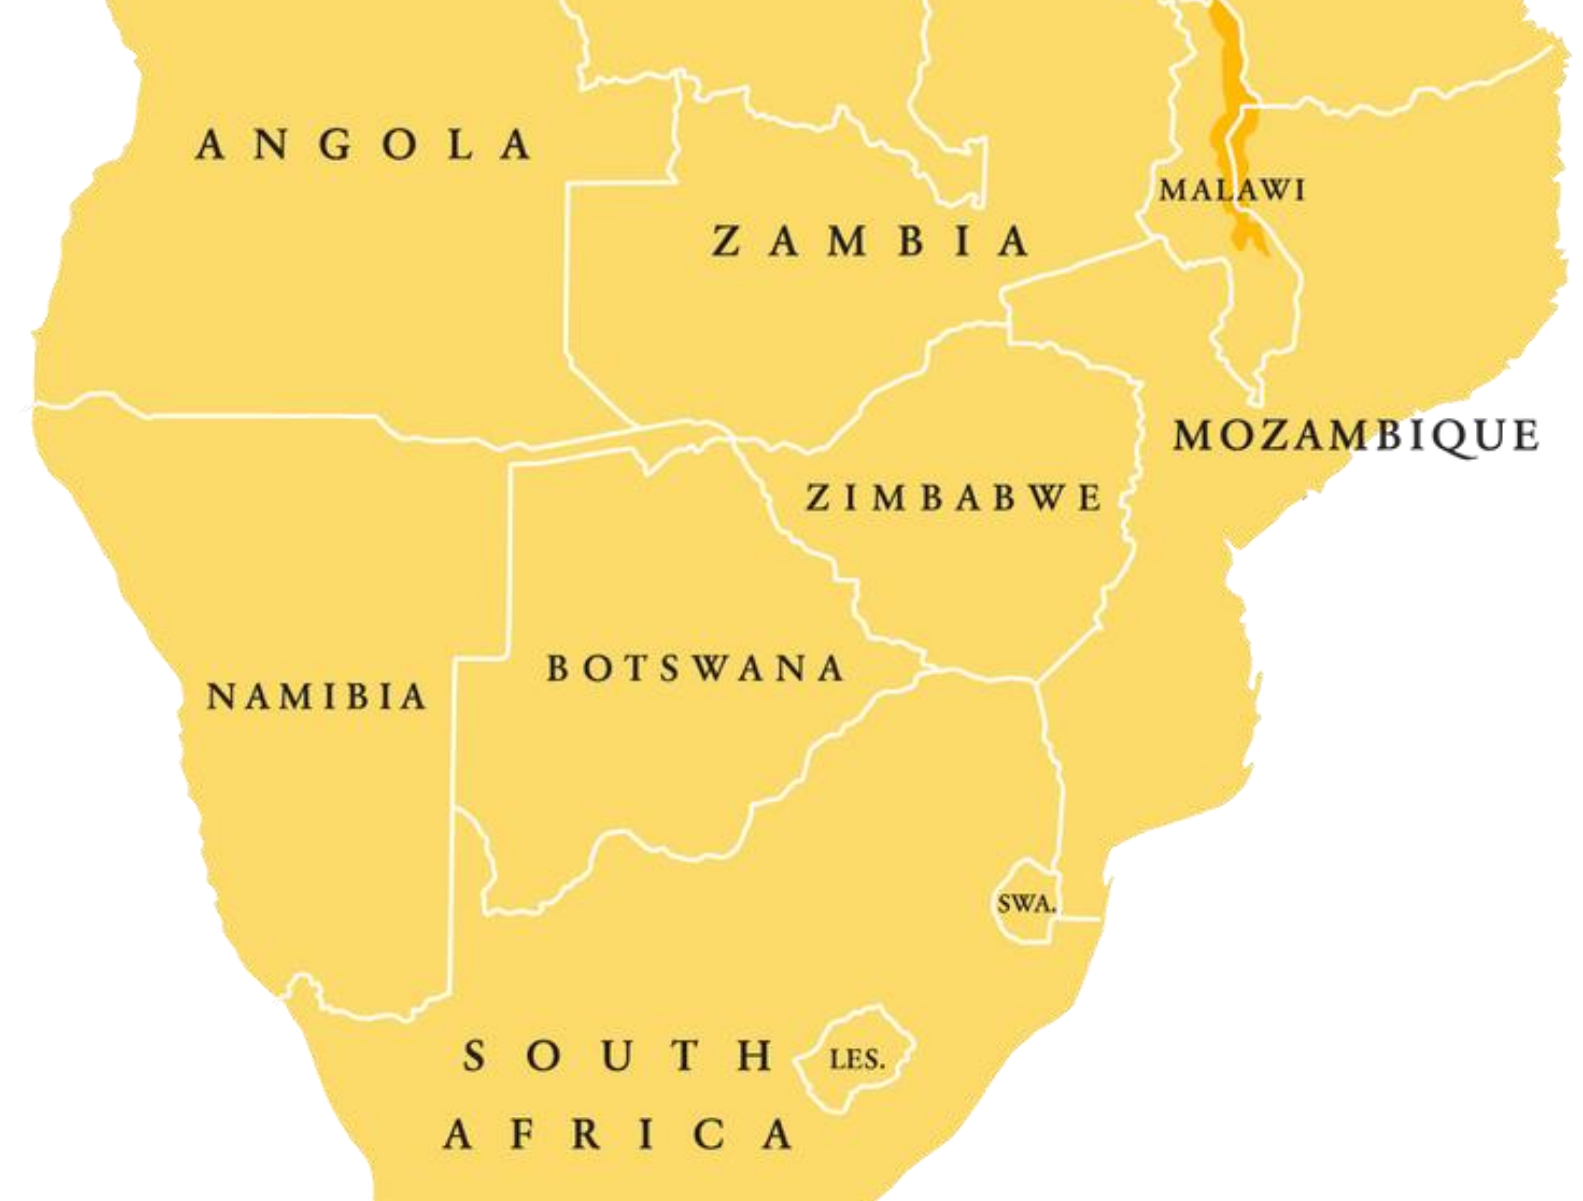 ANGOLA
MALAWI
ZAMBIA
MOZAMBIQUE
ZIMBABWE
BOTSWANA
NAMIBIA
SWA.
SOUTH
AFRICA
LES.